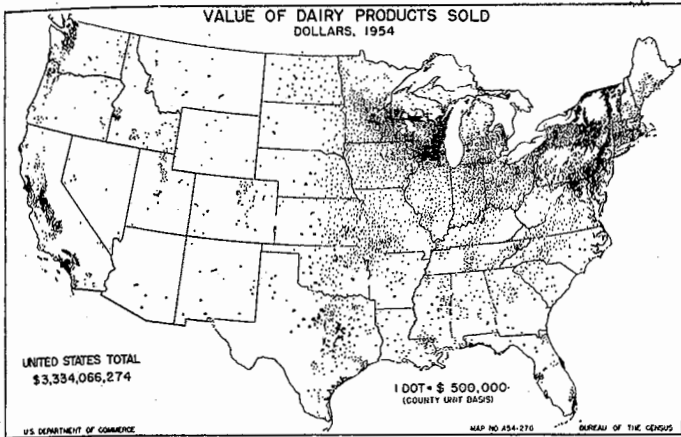 VALUE OF DAIRY PRODUCTS SOLD
DOLLARS, 1954
UNITED STATES TOTAL
$3,334,066,274
1 DOT = $ 500,000
(COUNTY UNIT BASIS)
U.S. DEPARTMENT OF COMMERCE
MAP NO A54-270
BUREAU OF THE CENSUS